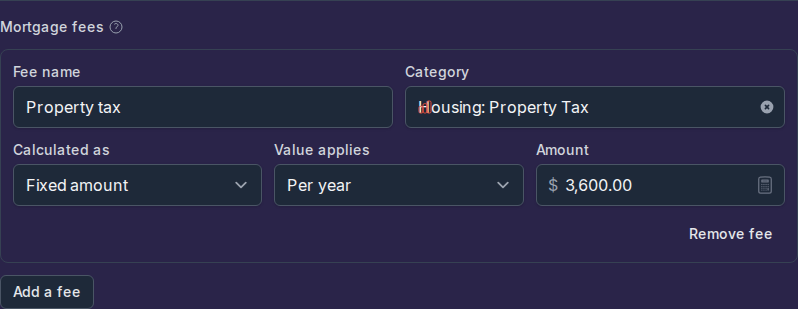 Mortgage fees
Fee name
Category
Property tax
Housing: Property Tax
Calculated as
Value applies
Amount
Fixed amount
Per year
$ 3,600.00
Remove fee
Add a fee